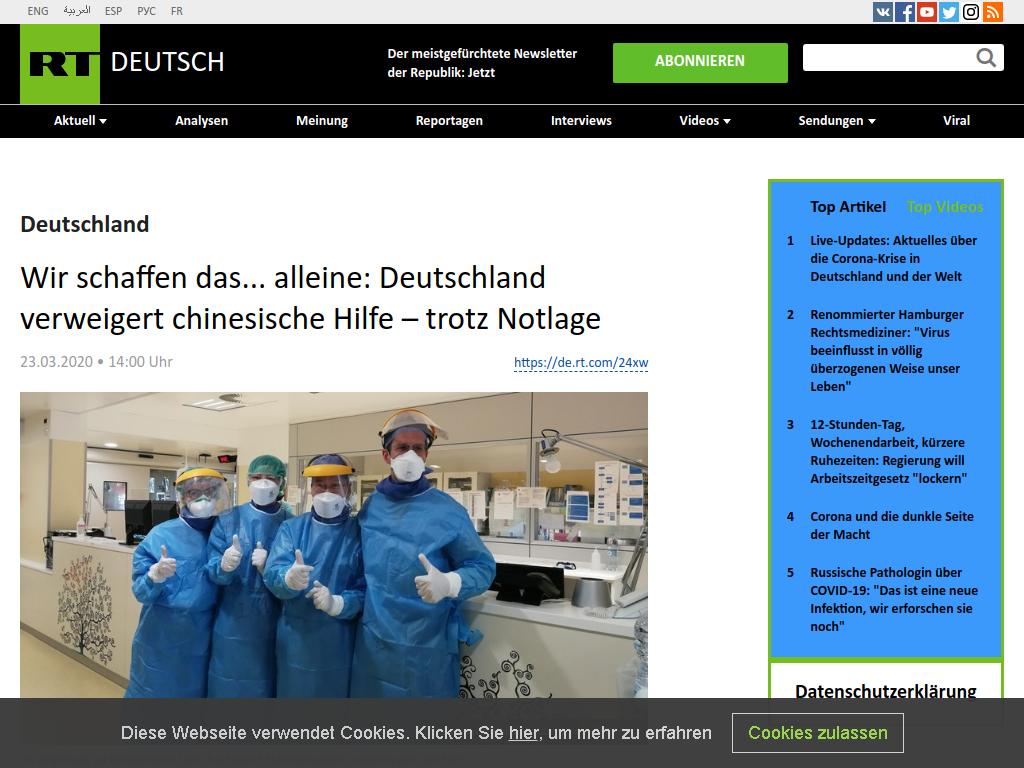 ENG العربية ESP РУС FR
RT DEUTSCH
Der meistgefürchtete Newsletter
der Republik: Jetzt
ABONNIEREN
Aktuell Analysen Meinung Reportagen Interviews Videos Sendungen Viral
Deutschland
Wir schaffen das... alleine: Deutschland
verweigert chinesische Hilfe – trotz Notlage
23.03.2020 • 14:00 Uhr https://de.rt.com/24xw
Top Artikel Top Videos
1 Live-Updates: Aktuelles über
die Corona-Krise in
Deutschland und der Welt
2 Renommierter Hamburger
Rechtsmediziner: "Virus
beeinflusst in völlig
überzogenen Weise unser
Leben"
3 12-Stunden-Tag,
Wochenendarbeit, kürzere
Ruhezeiten: Regierung will
Arbeitszeitgesetz "lockern"
4 Corona und die dunkle Seite
der Macht
5 Russische Pathologin über
COVID-19: "Das ist eine neue
Infektion, wir erforschen sie
noch"
Datenschutzerklärung
Diese Webseite verwendet Cookies. Klicken Sie hier, um mehr zu erfahren
Cookies zulassen